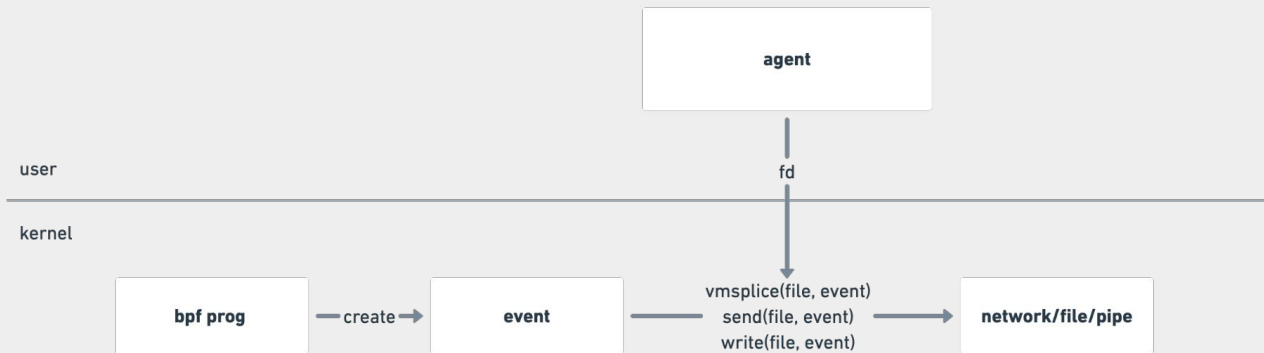 agent
user
fd
kernel
vmsplice(file, event)
bpf prog
create
event
send(file, event)
network/file/pipe
write(file, event)